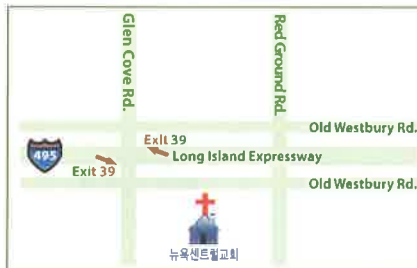 Glen Cove Rd.
Red Ground Rd.
Old Westbury Rd.
Exit 39
Long Island Expressway
495
Exit 39
Old Westbury Rd.
뉴욕센트럴교회